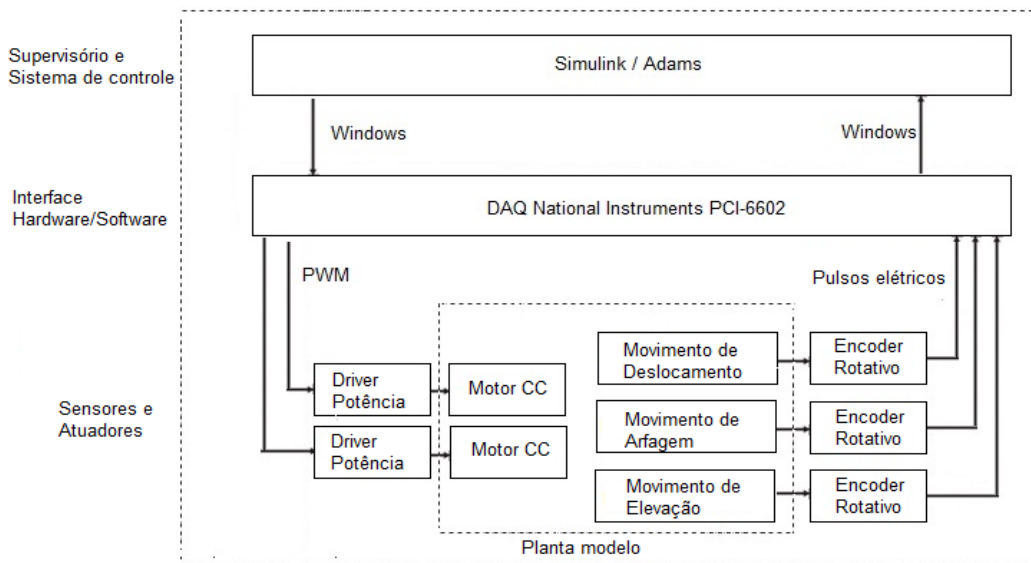 Supervisório e
Sistema de controle
Simulink / Adams
Windows
Windows
Interface
Hardware/Software
DAQ National Instruments PCI-6602
PWM
Pulsos elétricos
Sensores e
Atuadores
Driver
Potência
Motor CC
Movimento de
Deslocamento
Encoder
Rotativo
Driver
Potência
Motor CC
Movimento de
Arfagem
Encoder
Rotativo
Movimento de
Elevação
Encoder
Rotativo
Planta modelo